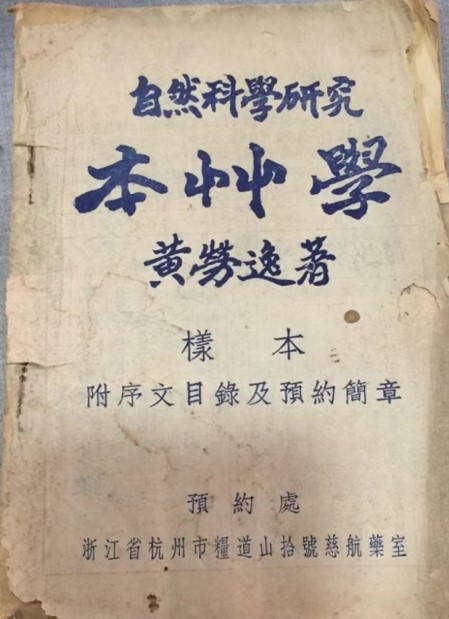 自然科學研究
本艸學
黃勞逸著
樣本
附序文目錄及預約簡章
預約處
浙江省杭州市糧道山拾號慈航藥室